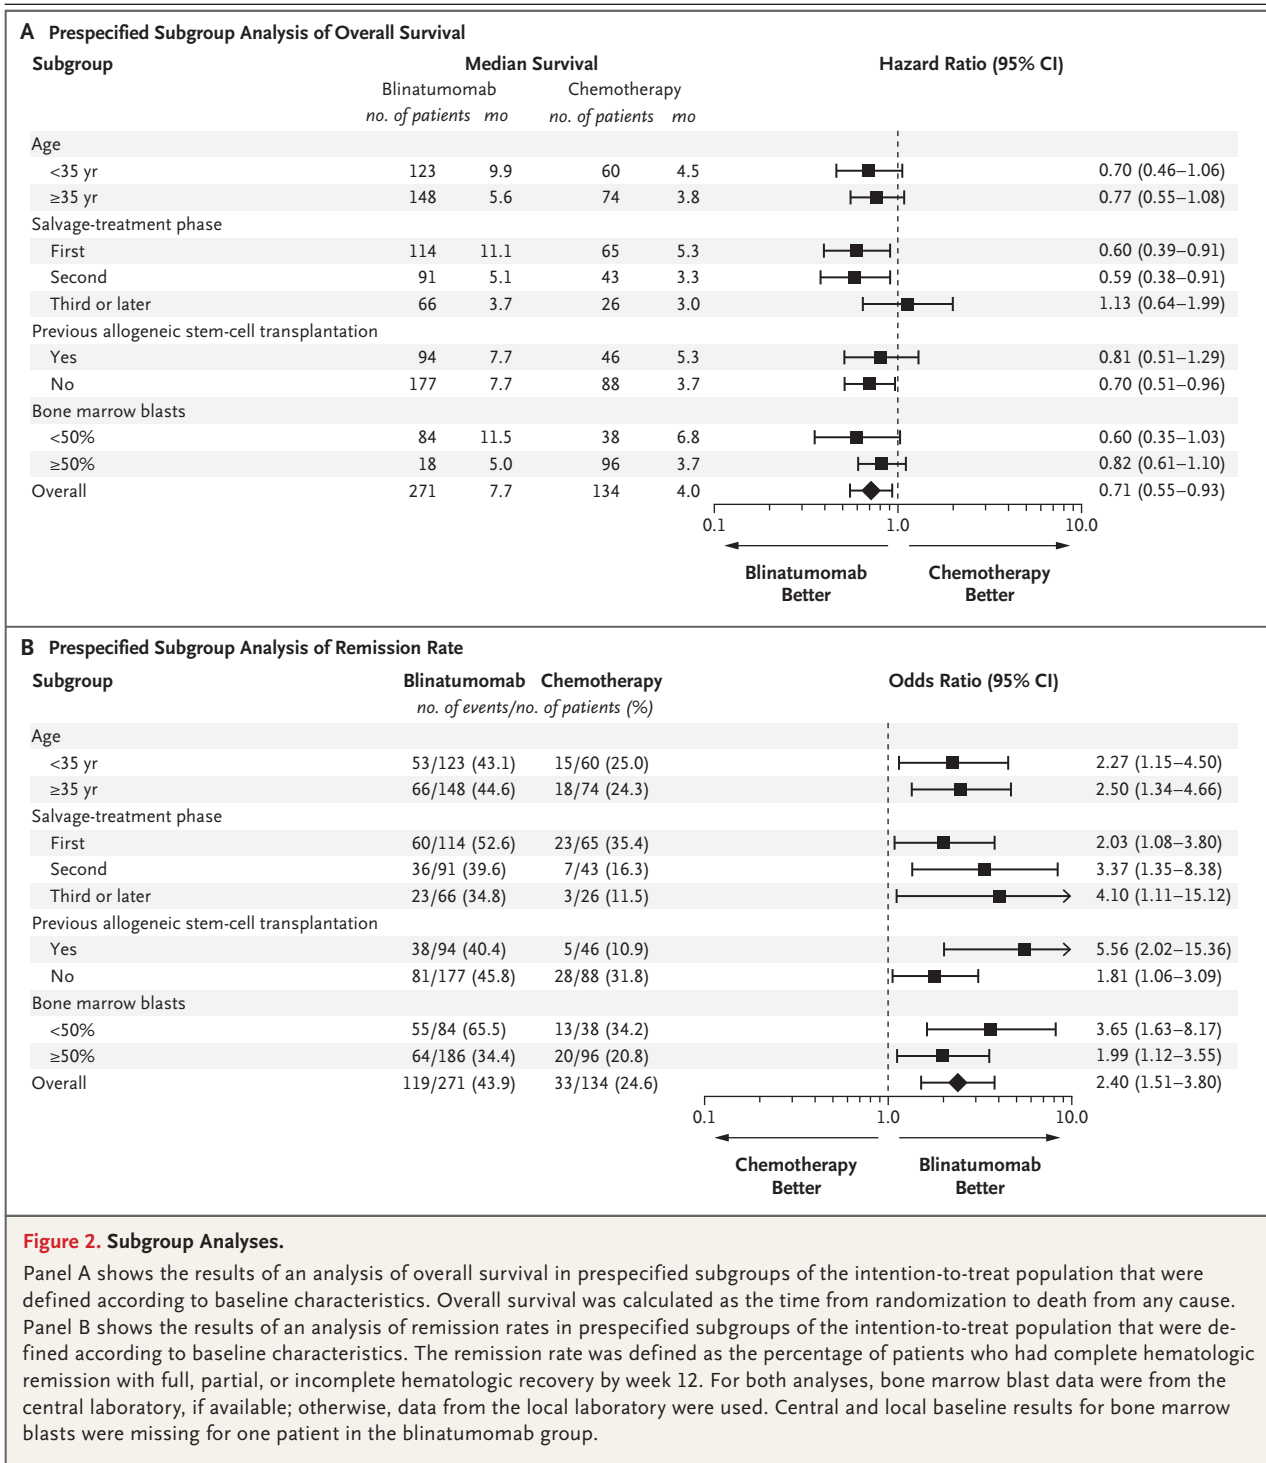 A Prespecified Subgroup Analysis of Overall Survival
Subgroup Median Survival Hazard Ratio (95% CI)
Blinatumomab Chemotherapy
no. of patients mo no. of patients mo
Age
<35 yr 123 9.9 60 4.5 0.70 (0.46–1.06)
≥35 yr 148 5.6 74 3.8 0.77 (0.55–1.08)
Salvage-treatment phase
First 114 11.1 65 5.3 0.60 (0.39–0.91)
Second 91 5.1 43 3.3 0.59 (0.38–0.91)
Third or later 66 3.7 26 3.0 1.13 (0.64–1.99)
Previous allogeneic stem-cell transplantation
Yes 94 7.7 46 5.3 0.81 (0.51–1.29)
No 177 7.7 88 3.7 0.70 (0.51–0.96)
Bone marrow blasts
<50% 84 11.5 38 6.8 0.60 (0.35–1.03)
≥50% 18 5.0 96 3.7 0.82 (0.61–1.10)
Overall 271 7.7 134 4.0 0.71 (0.55–0.93)
0.1 1.0 10.0
Blinatumomab Chemotherapy
Better Better
B Prespecified Subgroup Analysis of Remission Rate
Subgroup Blinatumomab Chemotherapy Odds Ratio (95% CI)
no. of events/no. of patients (%)
Age
<35 yr 53/123 (43.1) 15/60 (25.0) 2.27 (1.15–4.50)
≥35 yr 66/148 (44.6) 18/74 (24.3) 2.50 (1.34–4.66)
Salvage-treatment phase
First 60/114 (52.6) 23/65 (35.4) 2.03 (1.08–3.80)
Second 36/91 (39.6) 7/43 (16.3) 3.37 (1.35–8.38)
Third or later 23/66 (34.8) 3/26 (11.5) 4.10 (1.11–15.12)
Previous allogeneic stem-cell transplantation
Yes 38/94 (40.4) 5/46 (10.9) 5.56 (2.02–15.36)
No 81/177 (45.8) 28/88 (31.8) 1.81 (1.06–3.09)
Bone marrow blasts
<50% 55/84 (65.5) 13/38 (34.2) 3.65 (1.63–8.17)
≥50% 64/186 (34.4) 20/96 (20.8) 1.99 (1.12–3.55)
Overall 119/271 (43.9) 33/134 (24.6) 2.40 (1.51–3.80)
0.1 1.0 10.0
Chemotherapy Blinatumomab
Better Better
Figure 2. Subgroup Analyses.
Panel A shows the results of an analysis of overall survival in prespecified subgroups of the intention-to-treat population that were
defined according to baseline characteristics. Overall survival was calculated as the time from randomization to death from any cause.
Panel B shows the results of an analysis of remission rates in prespecified subgroups of the intention-to-treat population that were de-
fined according to baseline characteristics. The remission rate was defined as the percentage of patients who had complete hematologic
remission with full, partial, or incomplete hematologic recovery by week 12. For both analyses, bone marrow blast data were from the
central laboratory, if available; otherwise, data from the local laboratory were used. Central and local baseline results for bone marrow
blasts were missing for one patient in the blinatumomab group.